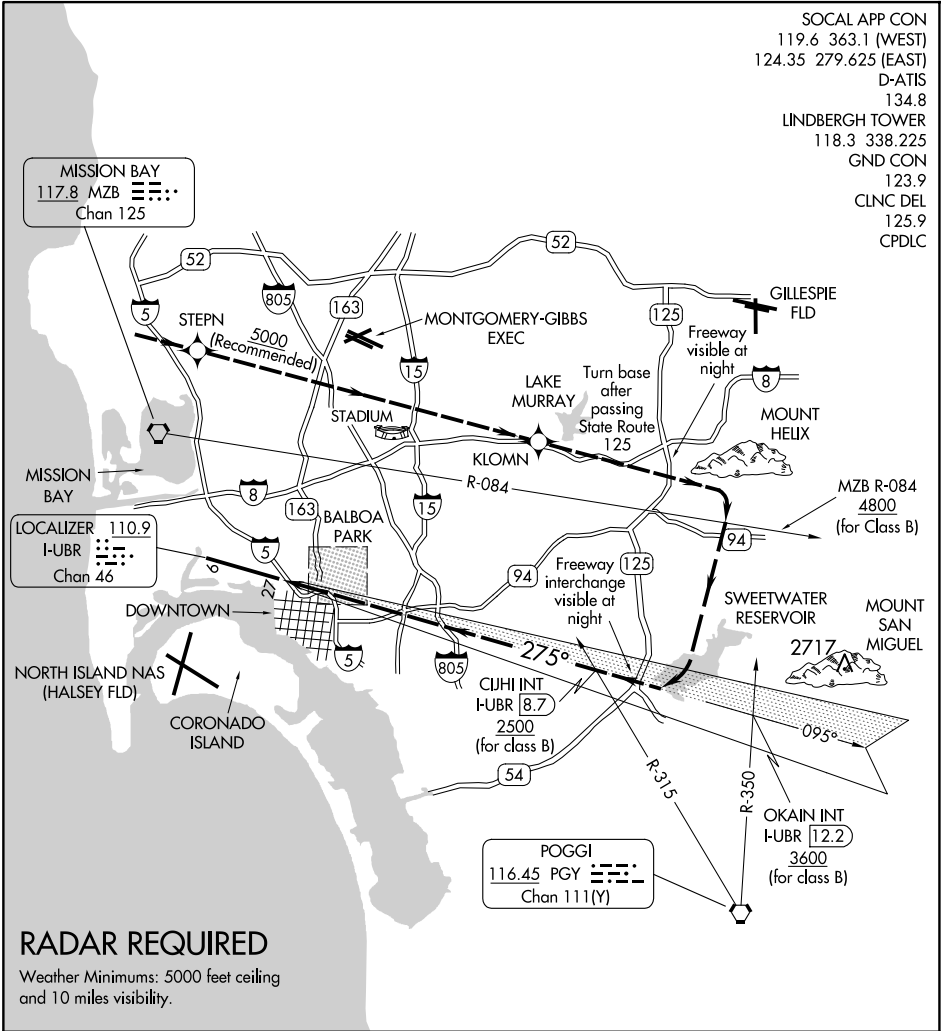 SOCAL APP CON
119.6 363.1 (WEST)
124.35 279.625 (EAST)
D-ATIS
134.8
LINDBERGH TOWER
118.3 338.225
GND CON
123.9
CLNC DEL
125.9
CPDLC
MISSION BAY
117.8 MZB
Chan 125
52
52
5
805
163
125
GILLESPIE
FLD
STEPN
5000
(Recommended)
MONTGOMERY-GIBBS
EXEC
15
Freeway
visible at
night
8
LAKE
MURRAY
Turn base
after
passing
State Route
125
STADIUM
MOUNT
HELIX
KLOMN
MISSION
BAY
R-084
MZB R-084
4800
(for Class B)
8
163
15
94
LOCALIZER 110.9
I-UBR
Chan 46
5
BALBOA
PARK
9
27
94
125
Freeway
interchange
visible at
night
DOWNTOWN
SWEETWATER
RESERVOIR
MOUNT
SAN
MIGUEL
2717
5
805
275°
NORTH ISLAND NAS
(HALSEY FLD)
CORONADO
ISLAND
CIJHI INT
I-UBR 8.7
2500
(for class B)
095°
54
R-315
R-350
OKAIN INT
I-UBR 12.2
3600
(for class B)
POGGI
116.45 PGY
Chan 111(Y)
RADAR REQUIRED
Weather Minimums: 5000 feet ceiling
and 10 miles visibility.